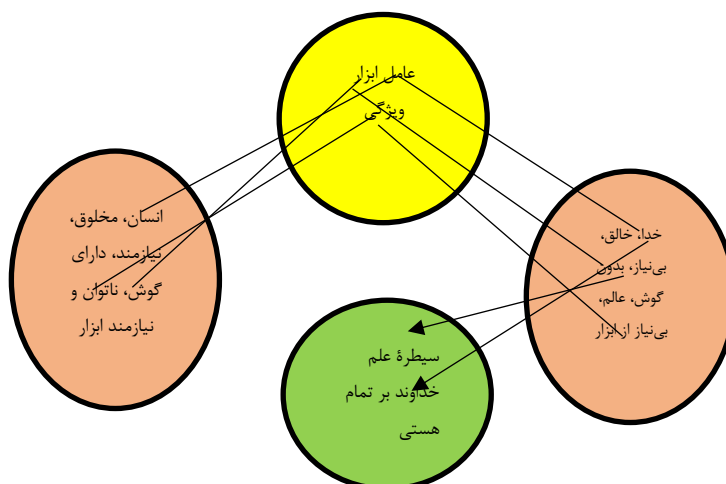 عامل ابزار
ویژگی
انسان، مخلوق،
نیازمند، دارای
گوش، ناتوان و
نیازمند ابزار
خدا، خالق،
بی‌نیاز، بدون
گوش، عالم،
بی‌نیاز از ابزار
سیطرۀ علم
خداوند بر تمام
هستی